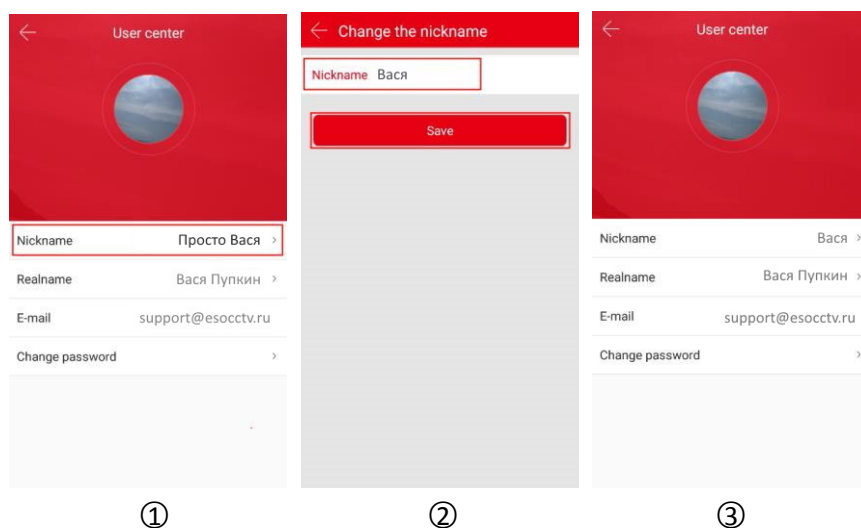 User center
Nickname Просто Вася
Realname Вася Пупкин
E-mail support@esocctv.ru
Change password
①
Change the nickname
Nickname Вася
Save
②
User center
Nickname Вася
Realname Вася Пупкин
E-mail support@esocctv.ru
Change password
③